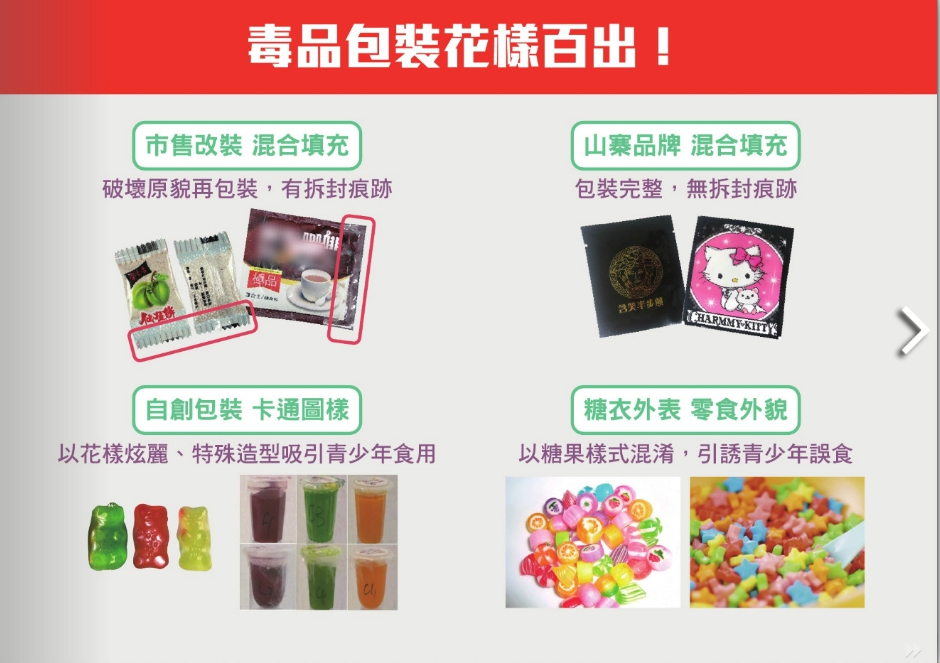 毒品包裝花樣百出！
市售改裝 混合填充
破壞原貌再包裝，有拆封痕跡
極品
山寨品牌 混合填充
包裝完整，無拆封痕跡
HARMMY KITT
自創包裝 卡通圖樣
以花樣炫麗、特殊造型吸引青少年食用
糖衣外表 零食外貌
以糖果樣式混淆，引誘青少年誤食